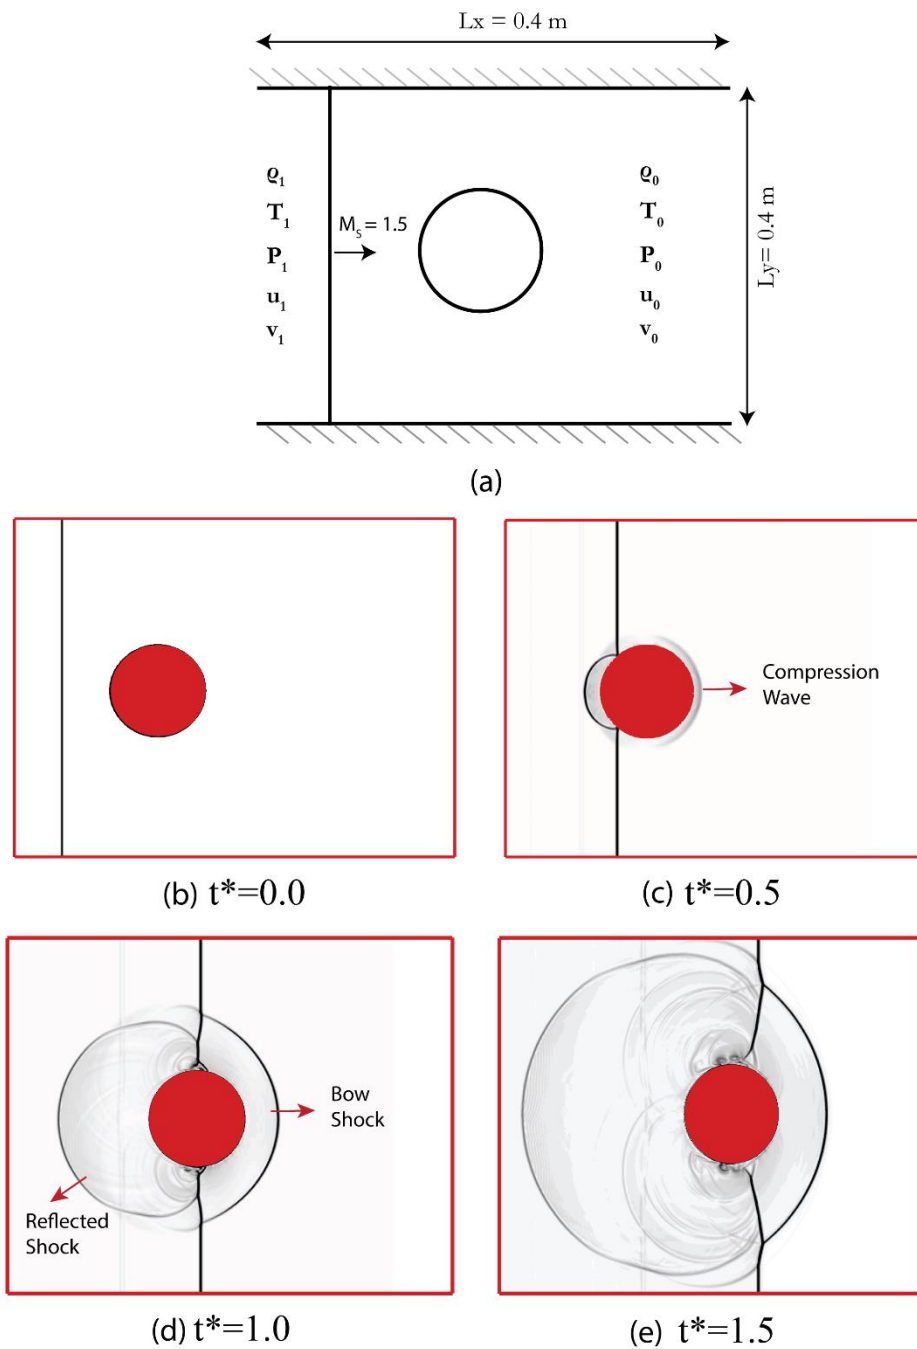 Lx = 0.4 m
ϱ₁
T₁
P₁
u₁
v₁
Mₛ = 1.5
ϱ₀
T₀
P₀
u₀
v₀
Ly= 0.4 m
(a)
Compression
Wave
(b) t*=0.0
(c) t*=0.5
Bow
Shock
Reflected
Shock
(d) t*=1.0
(e) t*=1.5